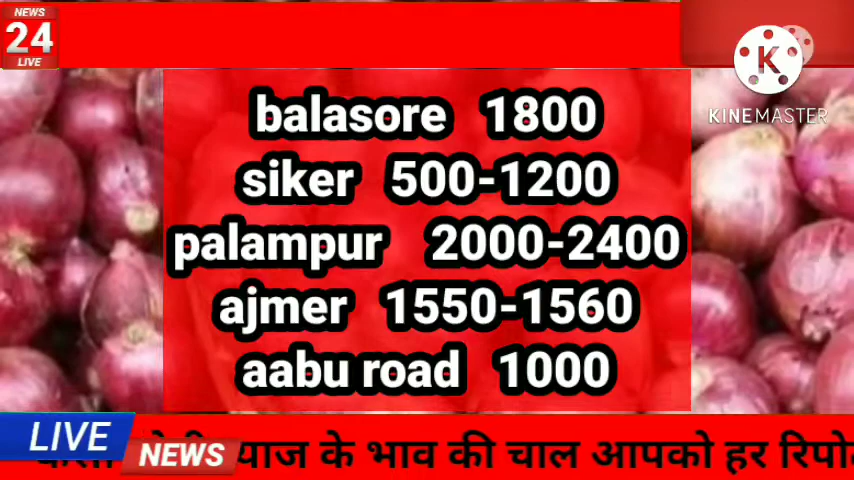 NEWS
24
LIVE
K
KINEMASTER
balasore 1800
siker 500-1200
palampur 2000-2400
ajmer 1550-1560
aabu road 1000
LIVE
NEWS
के भाव की चाल आपको हर